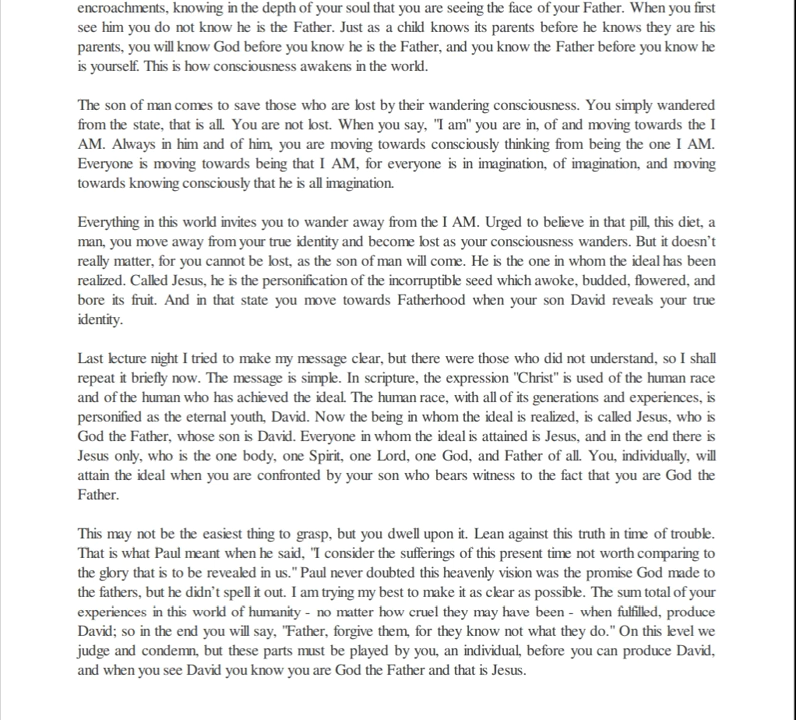 encroachments, knowing in the depth of your soul that you are seeing the face of your Father. When you first
see him you do not know he is the Father. Just as a child knows its parents before he knows they are his
parents, you will know God before you know he is the Father, and you know the Father before you know he
is yourself. This is how consciousness awakens in the world.
The son of man comes to save those who are lost by their wandering consciousness. You simply wandered
from the state, that is all. You are not lost. When you say, "I am" you are in, of and moving towards the I
AM. Always in him and of him, you are moving towards consciously thinking from being the one I AM.
Everyone is moving towards being that I AM, for everyone is in imagination, of imagination, and moving
towards knowing consciously that he is all imagination.
Everything in this world invites you to wander away from the I AM. Urged to believe in that pill, this diet, a
man, you move away from your true identity and become lost as your consciousness wanders. But it doesn't
really matter, for you cannot be lost, as the son of man will come. He is the one in whom the ideal has been
realized. Called Jesus, he is the personification of the incorruptible seed which awoke, budded, flowered, and
bore its fruit. And in that state you move towards Fatherhood when your son David reveals your true
identity.
Last lecture night I tried to make my message clear, but there were those who did not understand, so I shall
repeat it briefly now. The message is simple. In scripture, the expression "Christ" is used of the human race
and of the human who has achieved the ideal. The human race, with all of its generations and experiences, is
personified as the eternal youth, David. Now the being in whom the ideal is realized, is called Jesus, who is
God the Father, whose son is David. Everyone in whom the ideal is attained is Jesus, and in the end there is
Jesus only, who is the one body, one Spirit, one Lord, one God, and Father of all. You, individually, will
attain the ideal when you are confronted by your son who bears witness to the fact that you are God the
Father.
This may not be the easiest thing to grasp, but you dwell upon it. Lean against this truth in time of trouble.
That is what Paul meant when he said, "I consider the sufferings of this present time not worth comparing to
the glory that is to be revealed in us." Paul never doubted this heavenly vision was the promise God made to
the fathers, but he didn't spell it out. I am trying my best to make it as clear as possible. The sum total of your
experiences in this world of humanity - no matter how cruel they may have been - when fulfilled, produce
David; so in the end you will say, "Father, forgive them, for they know not what they do." On this level we
judge and condemn, but these parts must be played by you, an individual, before you can produce David,
and when you see David you know you are God the Father and that is Jesus.